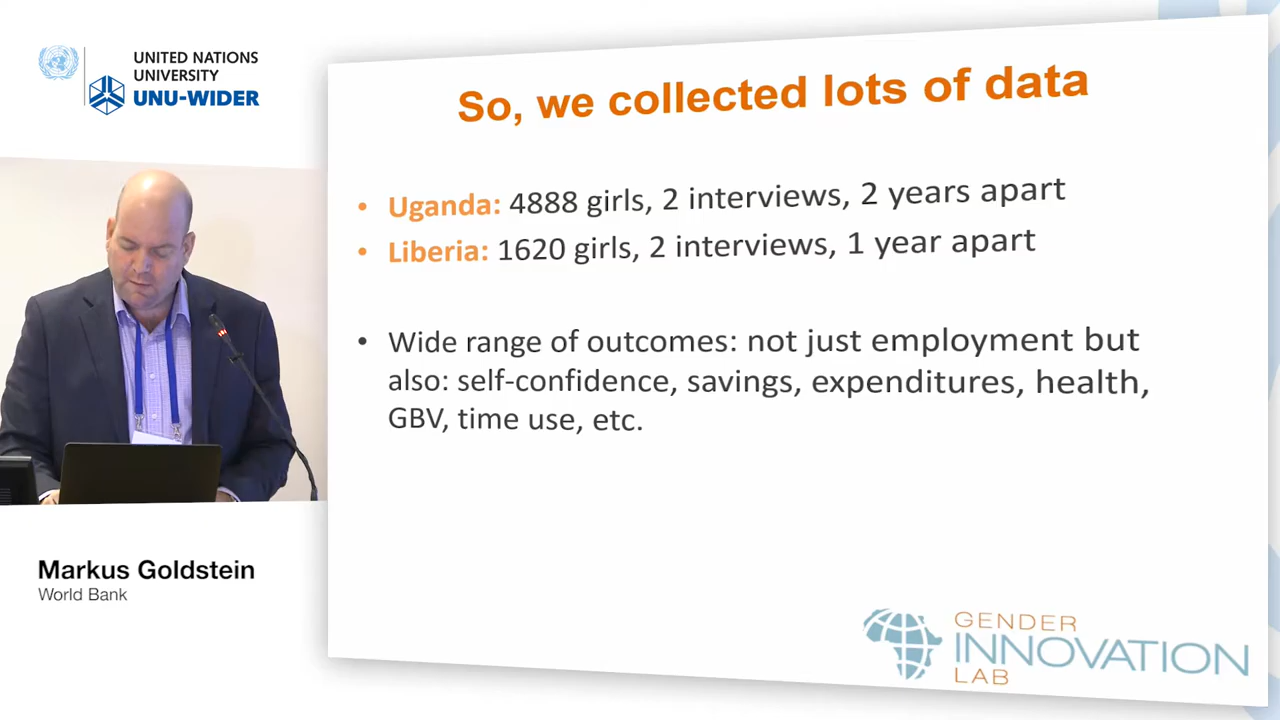 UNITED NATIONS
UNIVERSITY
UNU-WIDER
So, we collected lots of data
• Uganda: 4888 girls, 2 interviews, 2 years apart
• Liberia: 1620 girls, 2 interviews, 1 year apart
• Wide range of outcomes: not just employment but
also: self-confidence, savings, expenditures, health,
GBV, time use, etc.
Markus Goldstein
World Bank
GENDER
INNOVATION
LAB